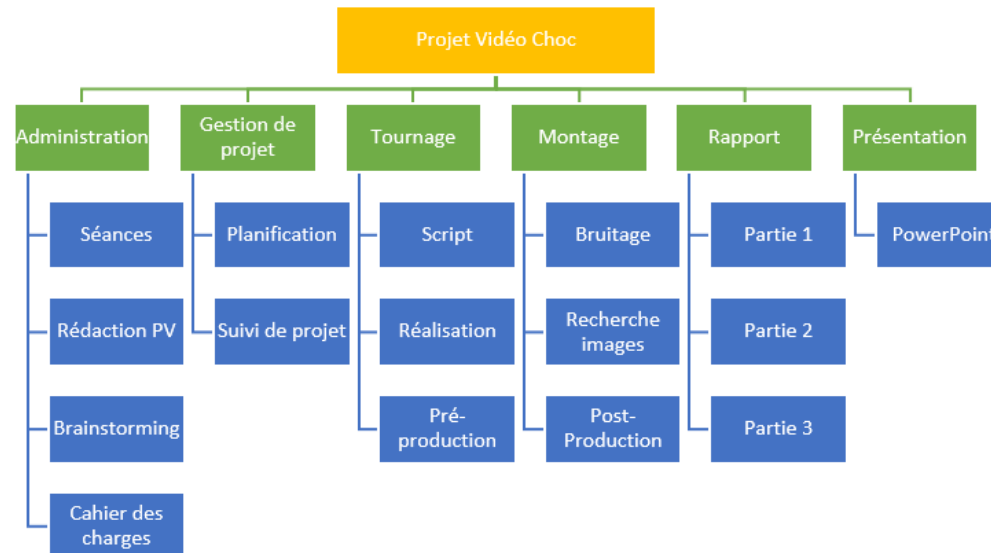 Projet Vidéo Choc
Administration
Gestion de
projet
Tournage
Montage
Rapport
Présentation
Séances
Planification
Script
Bruitage
Partie 1
PowerPoint
Rédaction PV
Suivi de projet
Réalisation
Recherche
images
Partie 2
Brainstorming
Pré-
production
Post-
Production
Partie 3
Cahier des
charges